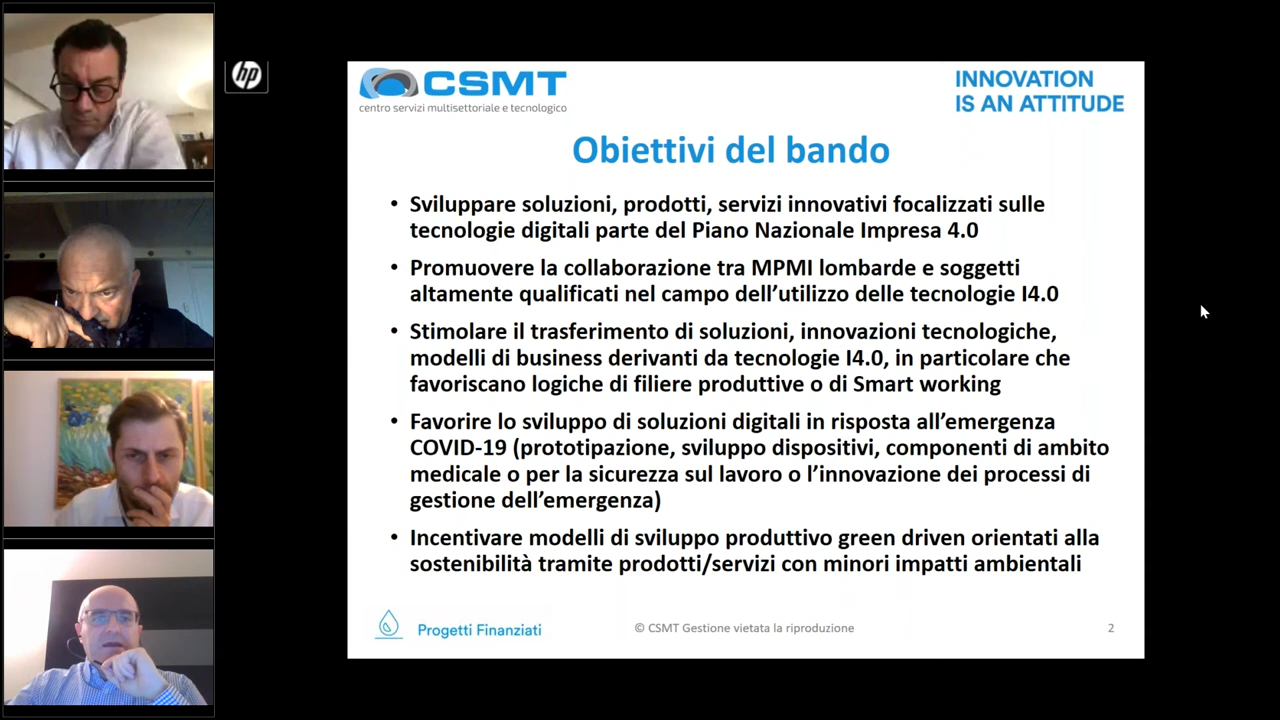 hp
CSMT
centro servizi multisettoriale e tecnologico
INNOVATION
IS AN ATTITUDE
Obiettivi del bando
• Sviluppare soluzioni, prodotti, servizi innovativi focalizzati sulle
tecnologie digitali parte del Piano Nazionale Impresa 4.0
• Promuovere la collaborazione tra MPMI lombarde e soggetti
altamente qualificati nel campo dell’utilizzo delle tecnologie I4.0
• Stimolare il trasferimento di soluzioni, innovazioni tecnologiche,
modelli di business derivanti da tecnologie I4.0, in particolare che
favoriscano logiche di filiere produttive o di Smart working
• Favorire lo sviluppo di soluzioni digitali in risposta all’emergenza
COVID-19 (prototipazione, sviluppo dispositivi, componenti di ambito
medicale o per la sicurezza sul lavoro o l’innovazione dei processi di
gestione dell’emergenza)
• Incentivare modelli di sviluppo produttivo green driven orientati alla
sostenibilità tramite prodotti/servizi con minori impatti ambientali
Progetti Finanziati
© CSMT Gestione vietata la riproduzione
2